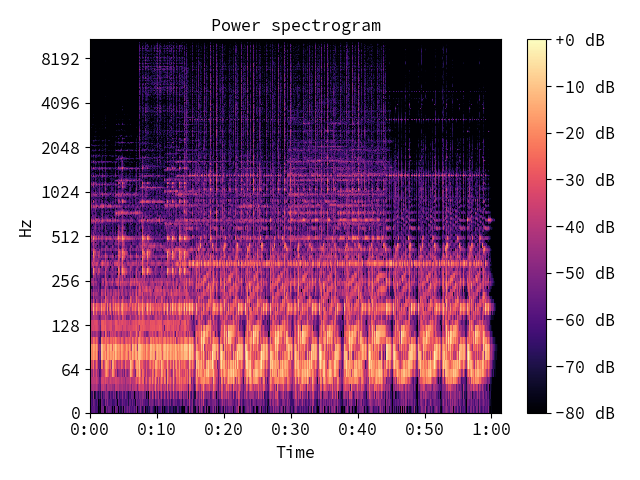 Power spectrogram
8192
4096
2048
1024
512
256
128
64
0
Hz
0:00 0:10 0:20 0:30 0:40 0:50 1:00
Time
+0 dB
−10 dB
−20 dB
−30 dB
−40 dB
−50 dB
−60 dB
−70 dB
−80 dB